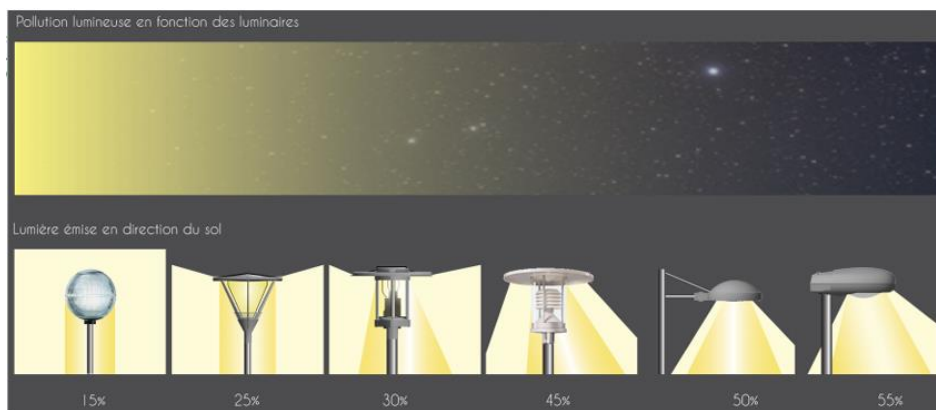 Pollution lumineuse en fonction des luminaires
Lumière émise en direction du sol
15% 25% 30% 45% 50% 55%